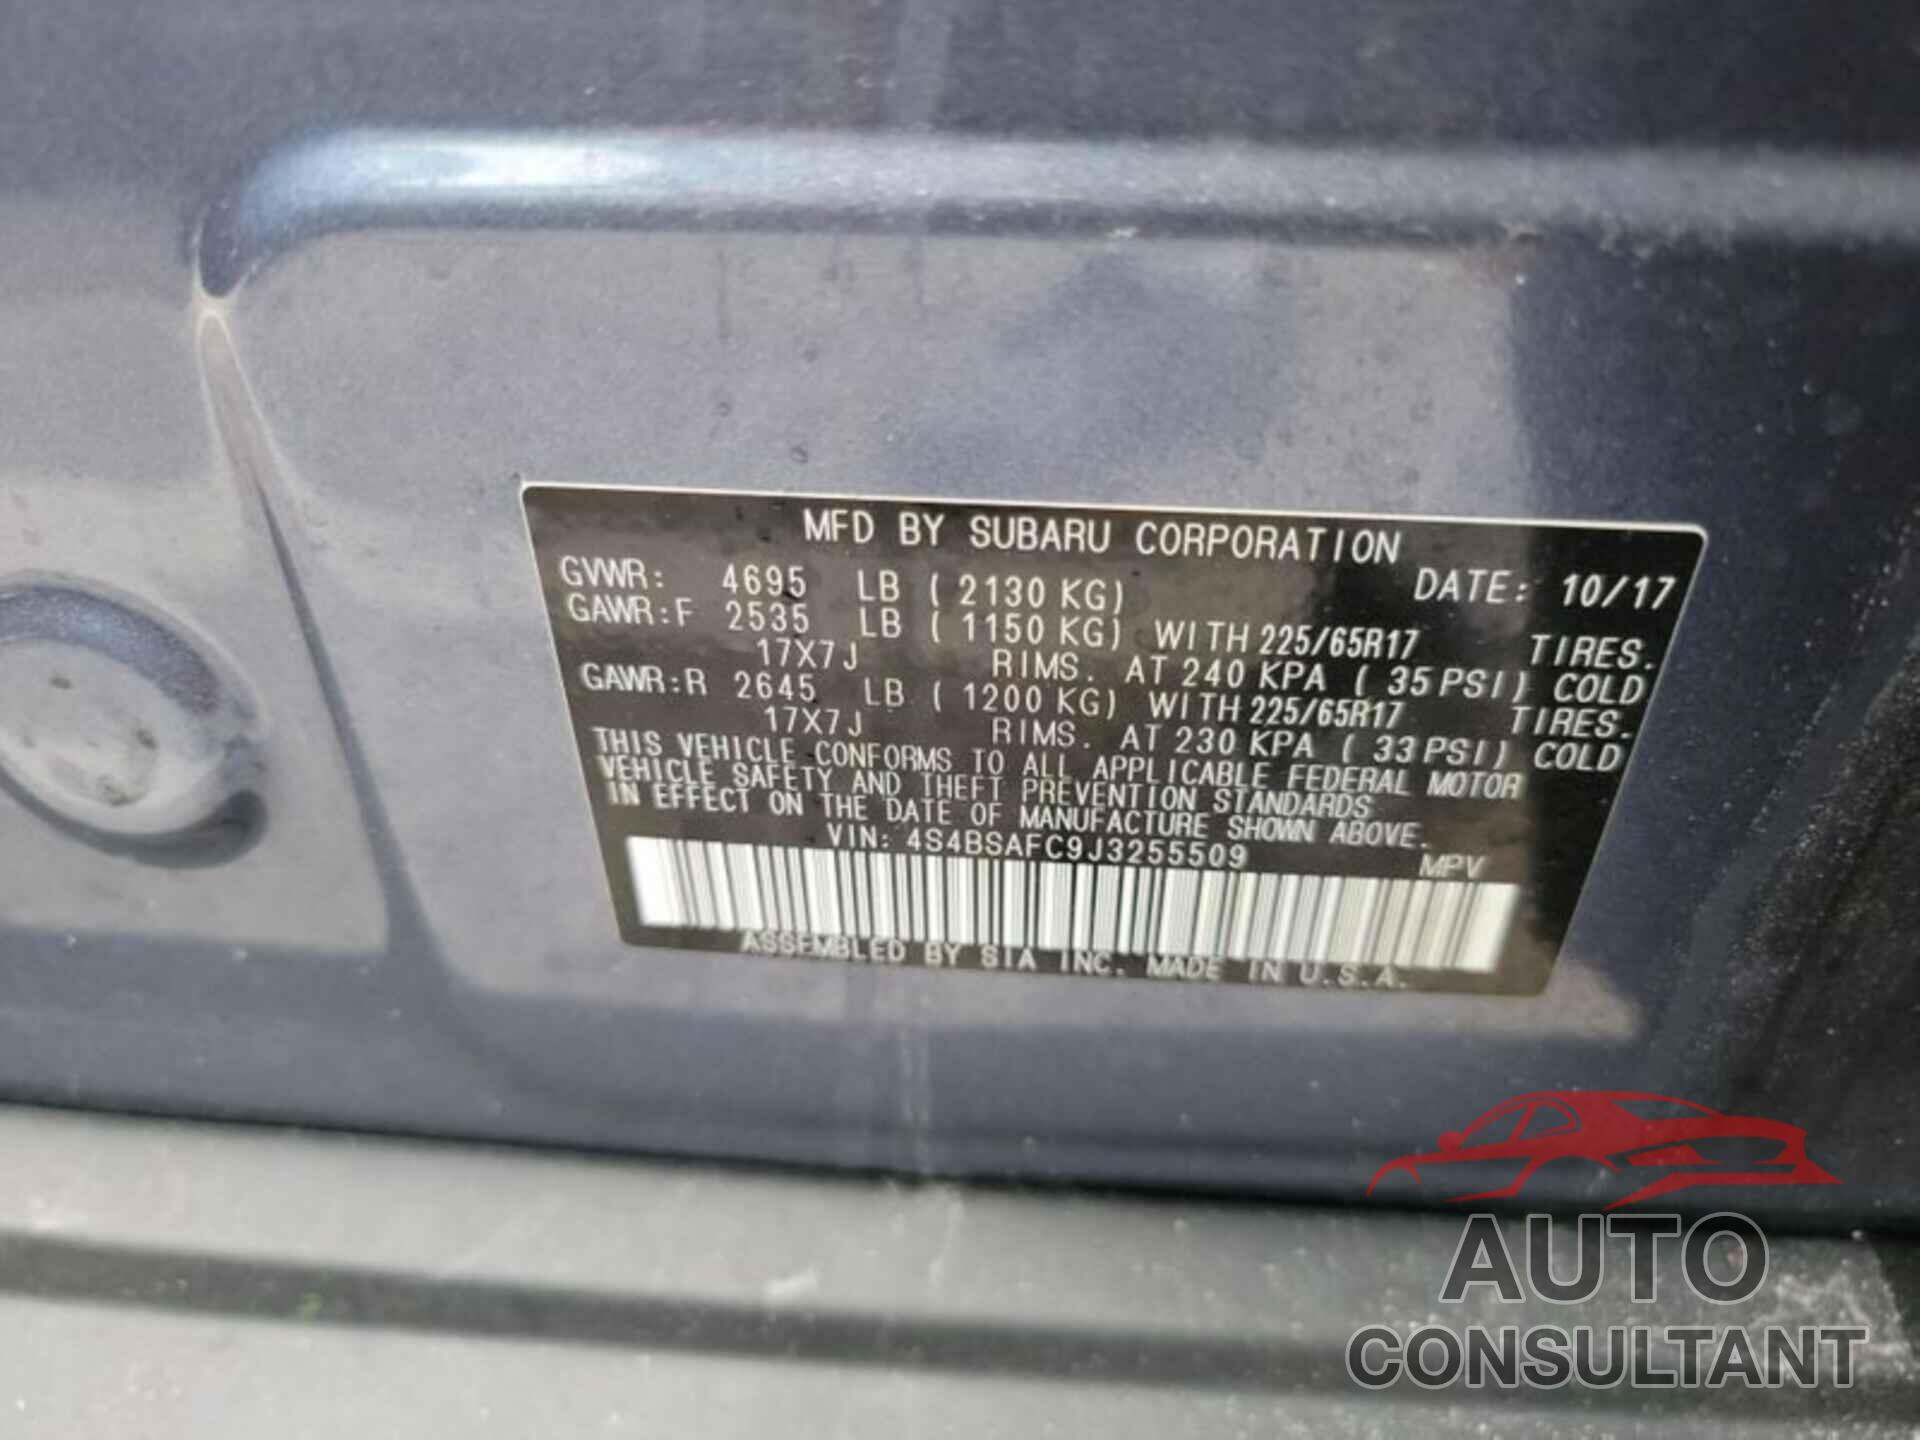 MFD BY SUBARU CORPORATION
GVWR: 4695 LB ( 2130 KG) DATE: 10/17
GAWR:F 2535 LB ( 1150 KG) WITH 225/65R17 TIRES.
17X7J RIMS. AT 240 KPA ( 35 PSI) COLD
GAWR:R 2645 LB ( 1200 KG) WITH 225/65R17 TIRES.
17X7J RIMS. AT 230 KPA ( 33 PSI) COLD
THIS VEHICLE CONFORMS TO ALL APPLICABLE FEDERAL MOTOR
VEHICLE SAFETY AND THEFT PREVENTION STANDARDS
IN EFFECT ON THE DATE OF MANUFACTURE SHOWN ABOVE.
VIN: 4S4BSAFC9J3255509 MPV
ASSEMBLED BY SIA INC. MADE IN U.S.A.
AUTO
CONSULTANT